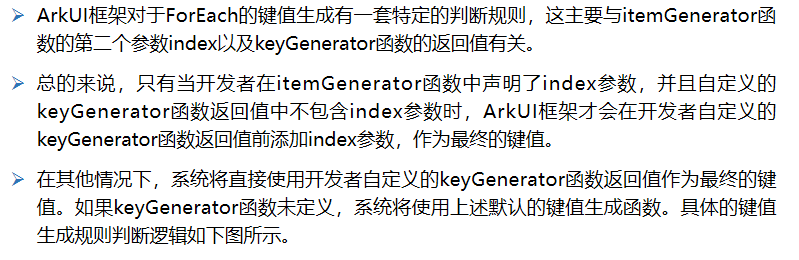 ArkUI框架对于ForEach的键值生成有一套特定的判断规则，这主要与itemGenerator函
数的第二个参数index以及keyGenerator函数的返回值有关。
总的来说，只有当开发者在itemGenerator函数中声明了index参数，并且自定义的
keyGenerator函数返回值中不包含index参数时，ArkUI框架才会在开发者自定义的
keyGenerator函数返回值前添加index参数，作为最终的键值。
在其他情况下，系统将直接使用开发者自定义的keyGenerator函数返回值作为最终的键
值。如果keyGenerator函数未定义，系统将使用上述默认的键值生成函数。具体的键值
生成规则判断逻辑如下图所示。